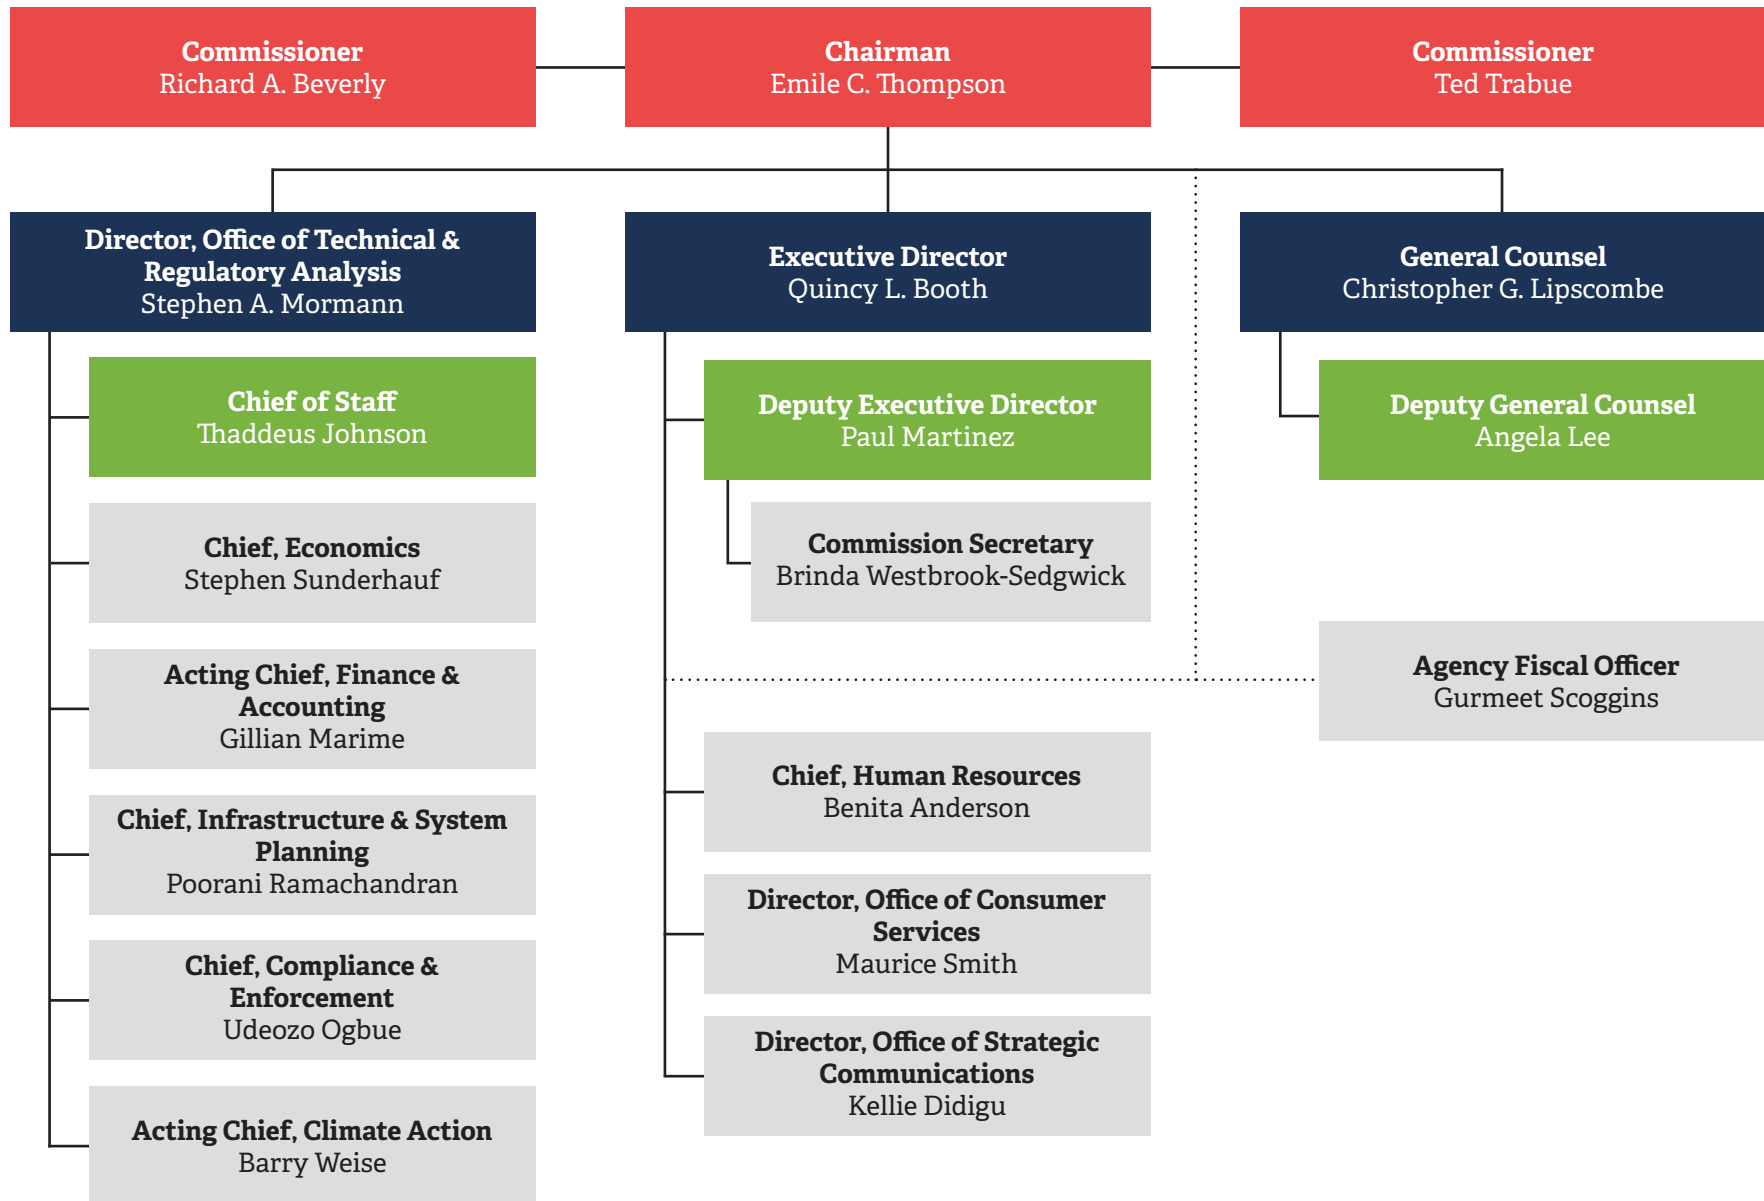 Commissioner
Richard A. Beverly
Chairman
Emile C. Thompson
Commissioner
Ted Trabue
Director, Office of Technical &
Regulatory Analysis
Stephen A. Mormann
Executive Director
Quincy L. Booth
General Counsel
Christopher G. Lipscombe
Chief of Staff
Thaddeus Johnson
Deputy Executive Director
Paul Martinez
Deputy General Counsel
Angela Lee
Chief, Economics
Stephen Sunderhauf
Commission Secretary
Brinda Westbrook-Sedgwick
Acting Chief, Finance &
Accounting
Gillian Marime
Agency Fiscal Officer
Gurmeet Scoggins
Chief, Infrastructure & System
Planning
Poorani Ramachandran
Chief, Human Resources
Benita Anderson
Chief, Compliance &
Enforcement
Udeozo Ogbue
Director, Office of Consumer
Services
Maurice Smith
Acting Chief, Climate Action
Barry Weise
Director, Office of Strategic
Communications
Kellie Didigu